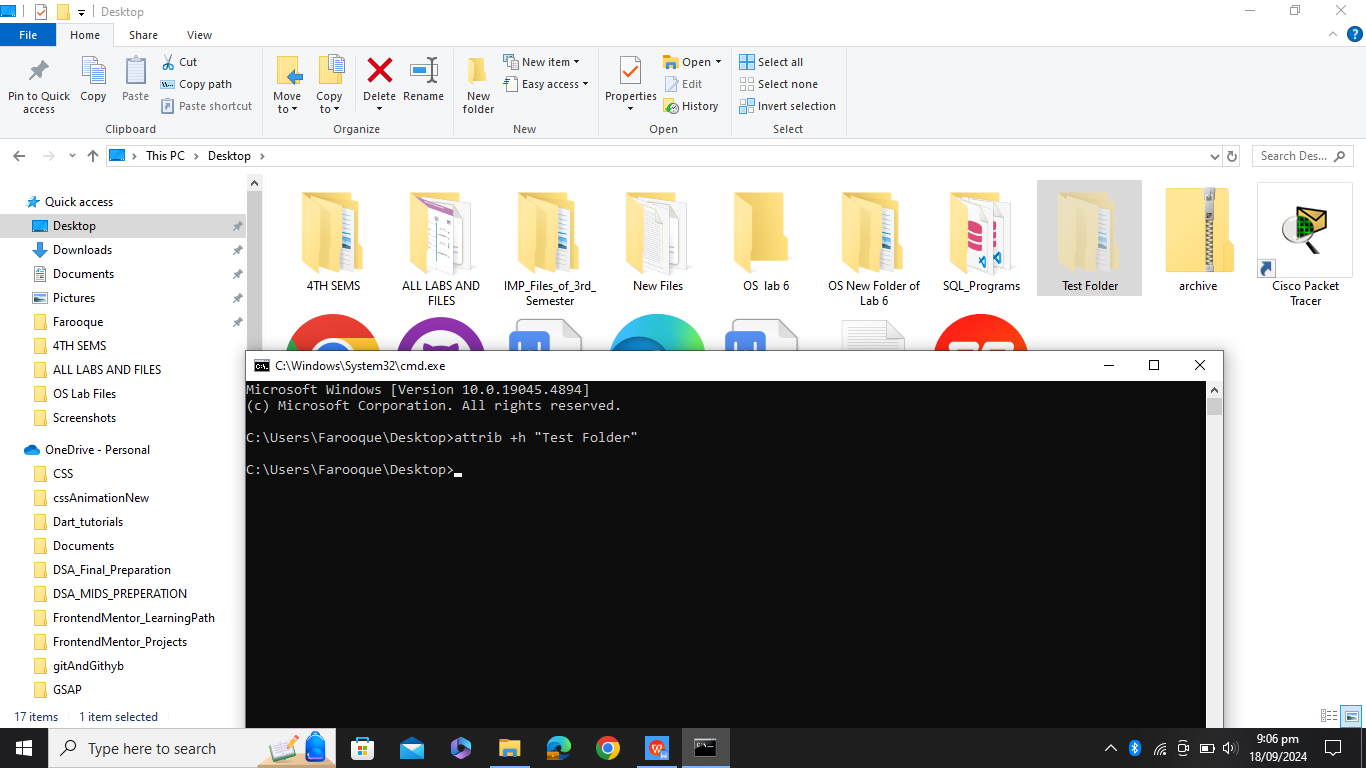 Desktop
File Home Share View
Pin to Quick access
Copy
Paste
Cut
Copy path
Paste shortcut
Clipboard
Move to
Copy to
Delete
Rename
Organize
New folder
New item
Easy access
New
Properties
Open
Edit
History
Open
Select all
Select none
Invert selection
Select
This PC > Desktop >
Search Des...
Quick access
Desktop
Downloads
Documents
Pictures
Farooque
4TH SEMS
ALL LABS AND FILES
OS Lab Files
Screenshots
OneDrive - Personal
CSS
cssAnimationNew
Dart_tutorials
Documents
DSA_Final_Preparation
DSA_MIDS_PREPERATION
FrontendMentor_LearningPath
FrontendMentor_Projects
gitAndGithyb
GSAP
4TH SEMS
ALL LABS AND
FILES
IMP_Files_of_3rd_
Semester
New Files
OS lab 6
OS New Folder of
Lab 6
SQL_Programs
Test Folder
archive
Cisco Packet
Tracer
C:\Windows\System32\cmd.exe
Microsoft Windows [Version 10.0.19045.4894]
(c) Microsoft Corporation. All rights reserved.
C:\Users\Farooque\Desktop>attrib +h "Test Folder"
C:\Users\Farooque\Desktop>
17 items
1 item selected
Type here to search
9:06 pm
18/09/2024